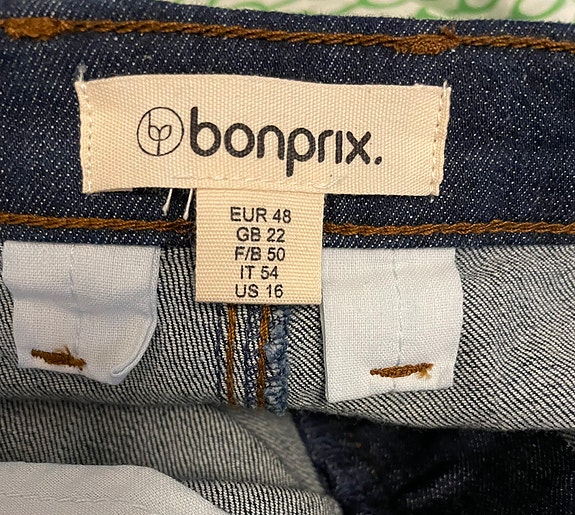 bonprix.
EUR 48
GB 22
F/B 50
IT 54
US 16